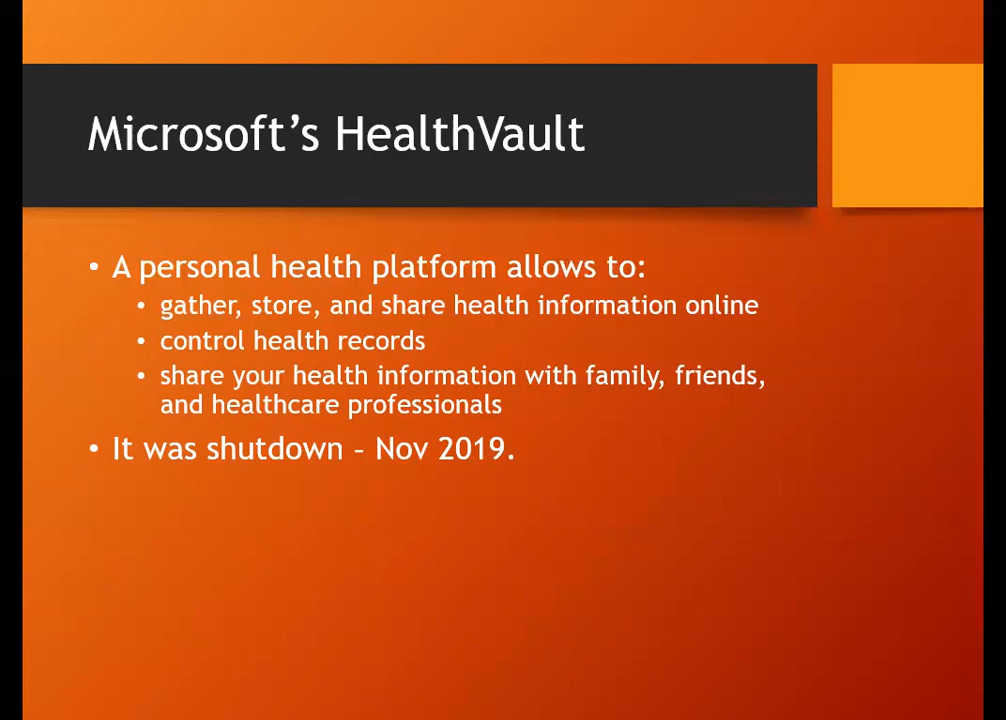 Microsoft’s HealthVault
• A personal health platform allows to:
• gather, store, and share health information online
• control health records
• share your health information with family, friends,
and healthcare professionals
• It was shutdown – Nov 2019.